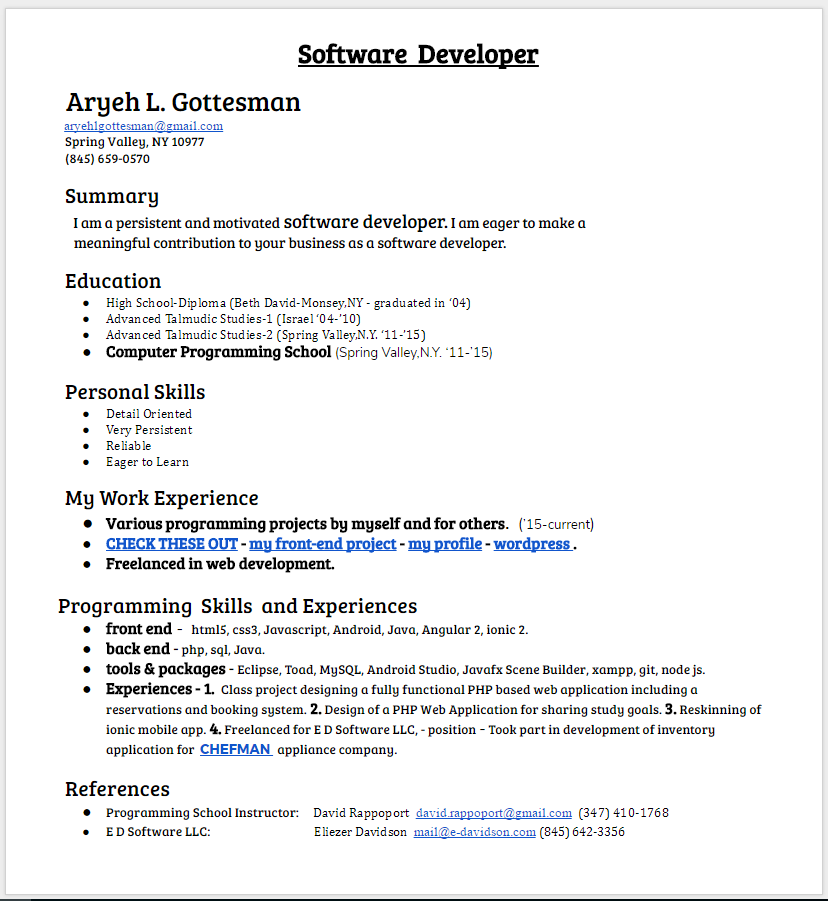 Software Developer
Aryeh L. Gottesman
aryehlgottesman@gmail.com
Spring Valley, NY 10977
(845) 659-0570
Summary
I am a persistent and motivated software developer. I am eager to make a
meaningful contribution to your business as a software developer.
Education
● High School-Diploma (Beth David-Monsey,NY - graduated in ‘04)
● Advanced Talmudic Studies-1 (Israel ‘04-’10)
● Advanced Talmudic Studies-2 (Spring Valley,N.Y. ‘11-’15)
● Computer Programming School (Spring Valley,N.Y. ‘11-’15)
Personal Skills
● Detail Oriented
● Very Persistent
● Reliable
● Eager to Learn
My Work Experience
● Various programming projects by myself and for others. (’15-current)
● CHECK THESE OUT - my front-end project - my profile - wordpress .
● Freelanced in web development.
Programming Skills and Experiences
● front end - html5, css3, Javascript, Android, Java, Angular 2, ionic 2.
● back end - php, sql, Java.
● tools & packages - Eclipse, Toad, MySQL, Android Studio, Javafx Scene Builder, xampp, git, node js.
● Experiences - 1. Class project designing a fully functional PHP based web application including a
reservations and booking system. 2. Design of a PHP Web Application for sharing study goals. 3. Reskinning of
ionic mobile app. 4. Freelanced for E D Software LLC, - position - Took part in development of inventory
application for CHEFMAN appliance company.
References
● Programming School Instructor: David Rappoport david.rappoport@gmail.com (347) 410-1768
● E D Software LLC: Eliezer Davidson mail@e-davidson.com (845) 642-3356